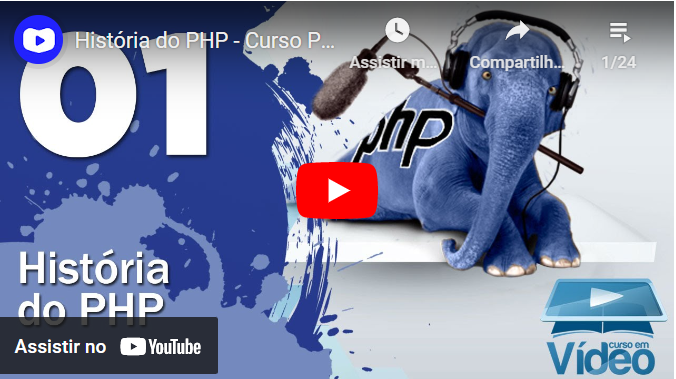 História do PHP - Curso P...
Assistir m...
Compartilh...
1/24
01
php
História
do PHP
Assistir no YouTube
curso em
Vídeo